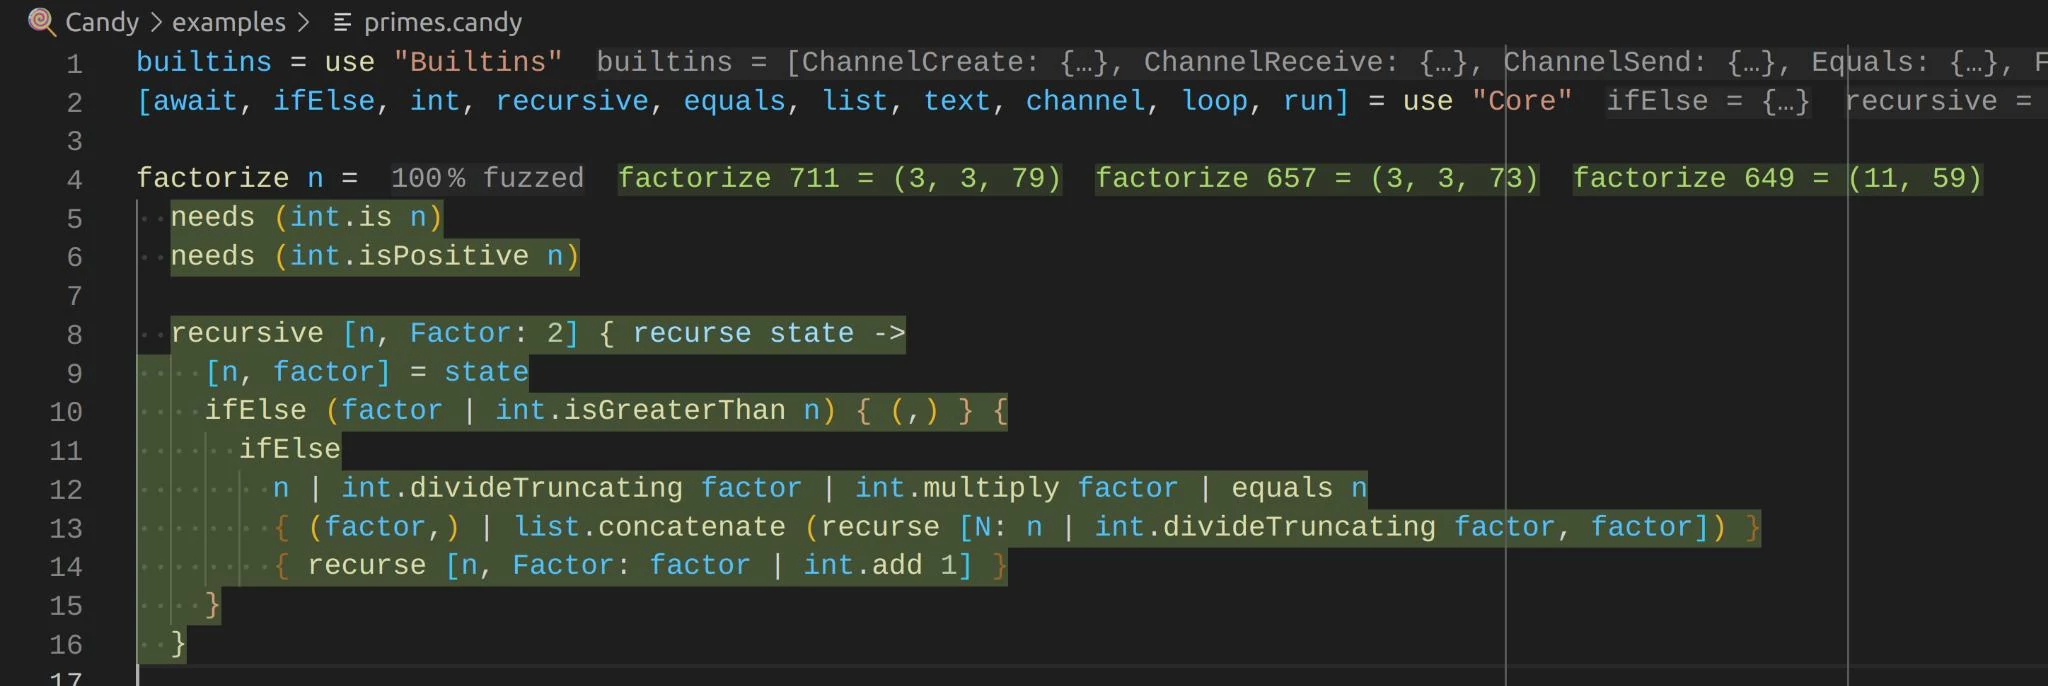 Candy > examples > primes.candy
1 builtins = use "Builtins" builtins = [ChannelCreate: {…}, ChannelReceive: {…}, ChannelSend: {…}, Equals: {…}, F
2 [await, ifElse, int, recursive, equals, list, text, channel, loop, run] = use "Core" ifElse = {…} recursive =
3
4 factorize n = 100% fuzzed factorize 711 = (3, 3, 79) factorize 657 = (3, 3, 73) factorize 649 = (11, 59)
5 ··needs (int.is n)
6 ··needs (int.isPositive n)
7
8 ··recursive [n, Factor: 2] { recurse state ->
9 ····[n, factor] = state
10 ····ifElse (factor | int.isGreaterThan n) { (,) } {
11 ······ifElse
12 ········n | int.divideTruncating factor | int.multiply factor | equals n
13 ········{ (factor,) | list.concatenate (recurse [N: n | int.divideTruncating factor, factor]) }
14 ········{ recurse [n, Factor: factor | int.add 1] }
15 ····}
16 ··}
17